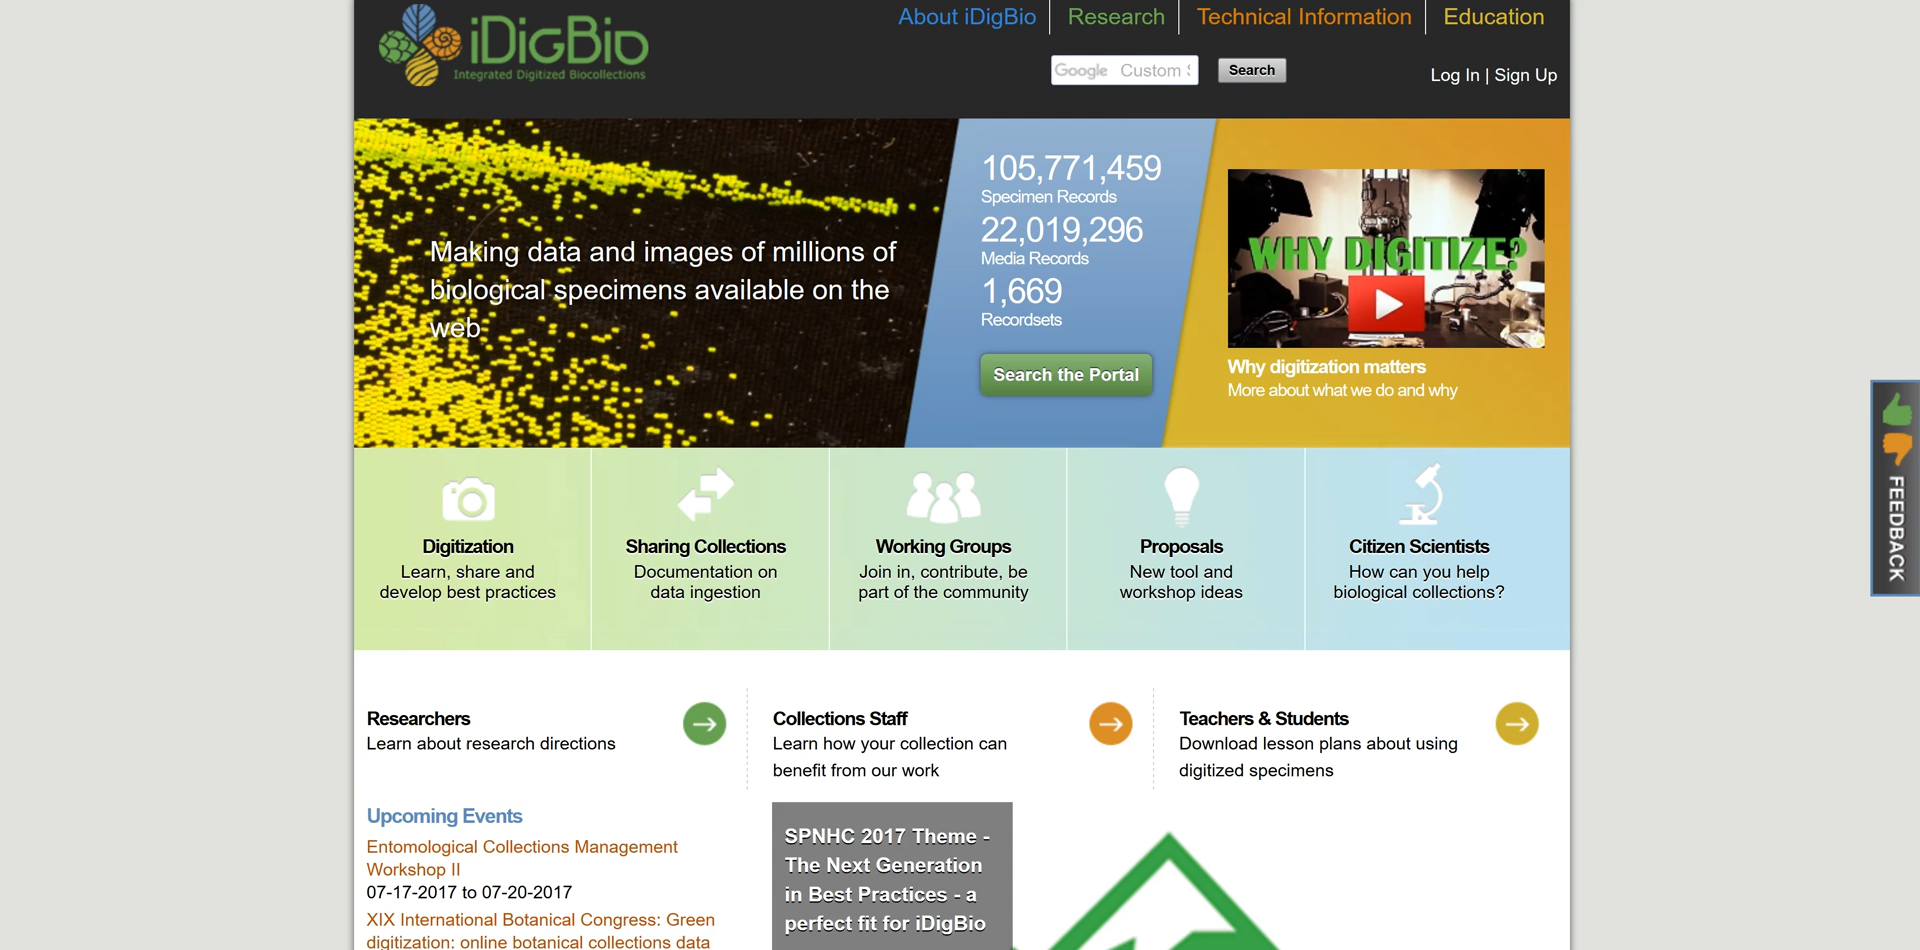 iDigBio
Integrated Digitized Biocollections
About iDigBio
Research
Technical Information
Education
Google Custom S
Search
Log In | Sign Up
Making data and images of millions of
biological specimens available on the
web
105,771,459
Specimen Records
22,019,296
Media Records
1,669
Recordsets
Search the Portal
WHY DIGITIZE?
Why digitization matters
More about what we do and why
FEEDBACK
Digitization
Learn, share and
develop best practices
Sharing Collections
Documentation on
data ingestion
Working Groups
Join in, contribute, be
part of the community
Proposals
New tool and
workshop ideas
Citizen Scientists
How can you help
biological collections?
Researchers
Learn about research directions
Collections Staff
Learn how your collection can
benefit from our work
Teachers & Students
Download lesson plans about using
digitized specimens
Upcoming Events
Entomological Collections Management
Workshop II
07-17-2017 to 07-20-2017
XIX International Botanical Congress: Green
digitization: online botanical collections data
SPNHC 2017 Theme -
The Next Generation
in Best Practices - a
perfect fit for iDigBio